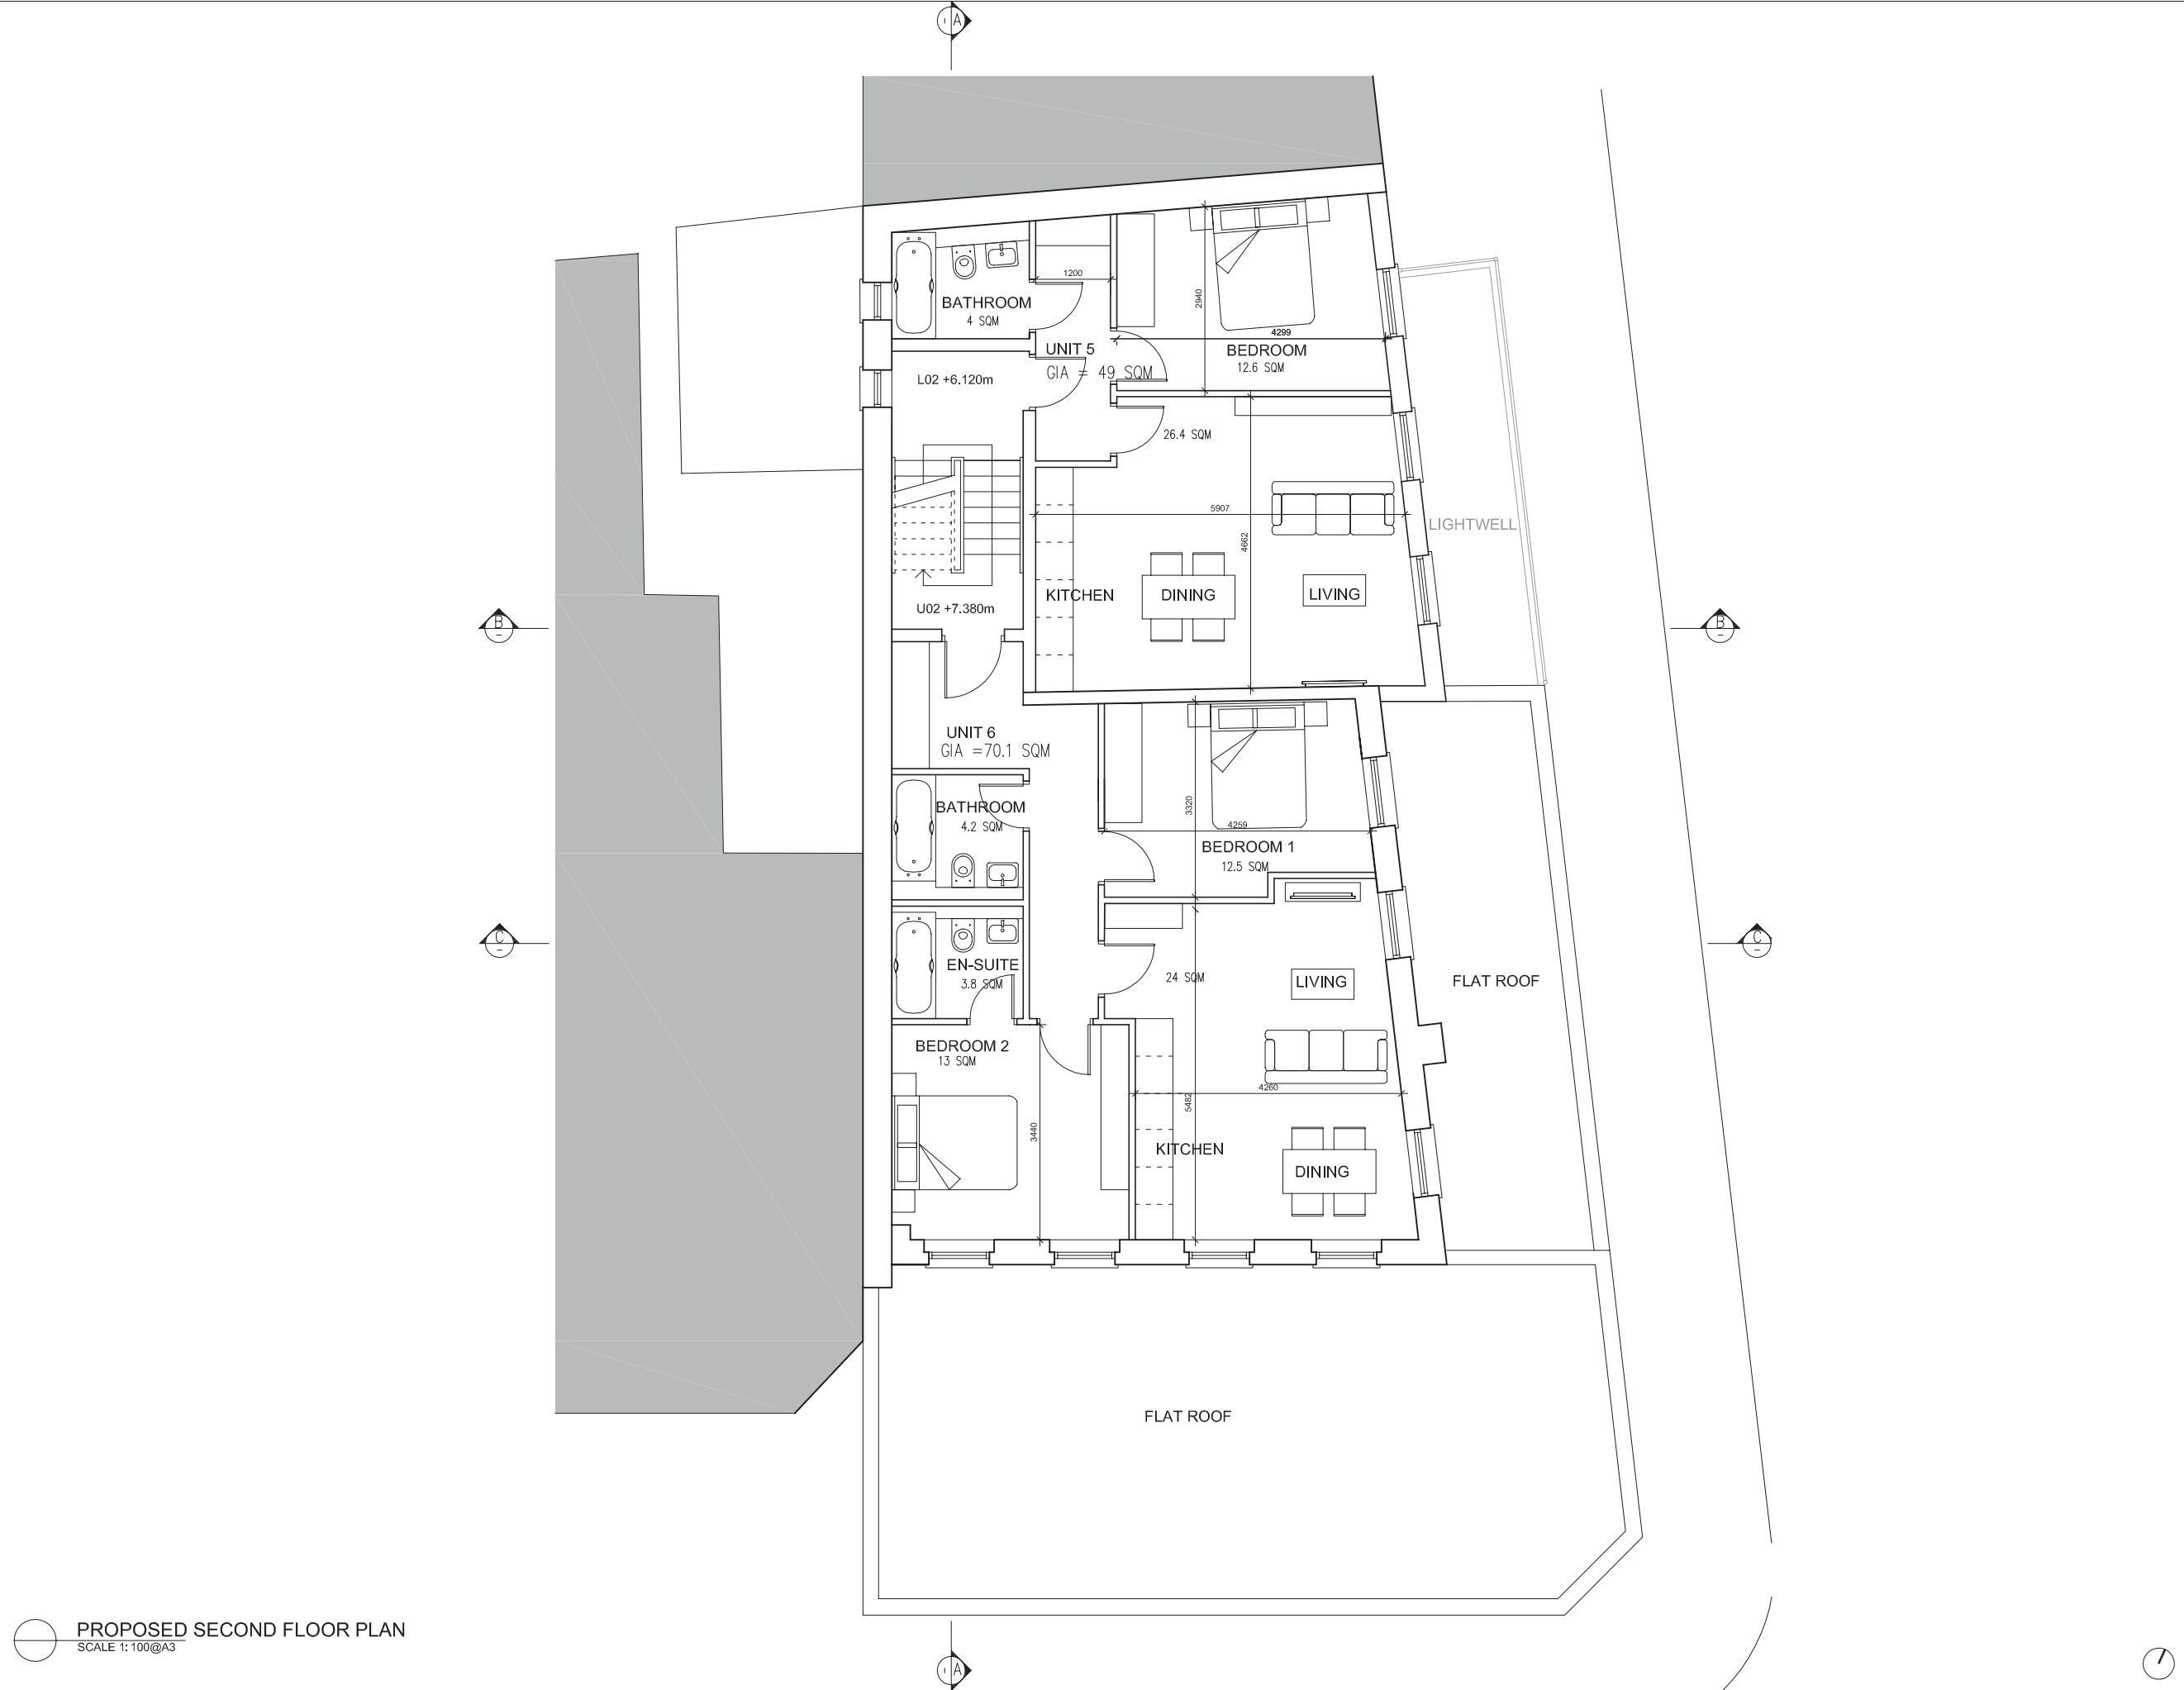 A
-
1200
2940
BATHROOM
4 SQM
4299
UNIT 5
GIA = 49 SQM
BEDROOM
12.6 SQM
L02 +6.120m
26.4 SQM
5907
LIGHTWELL
4662
KITCHEN
DINING
LIVING
U02 +7.380m
B
-
B
-
UNIT 6
GIA =70.1 SQM
BATHROOM
4.2 SQM
3320
4259
BEDROOM 1
12.5 SQM
C
-
C
-
EN-SUITE
3.8 SQM
24 SQM
LIVING
FLAT ROOF
BEDROOM 2
13 SQM
4260
5482
3440
KITCHEN
DINING
FLAT ROOF
PROPOSED SECOND FLOOR PLAN
SCALE 1:100@A3
A
-